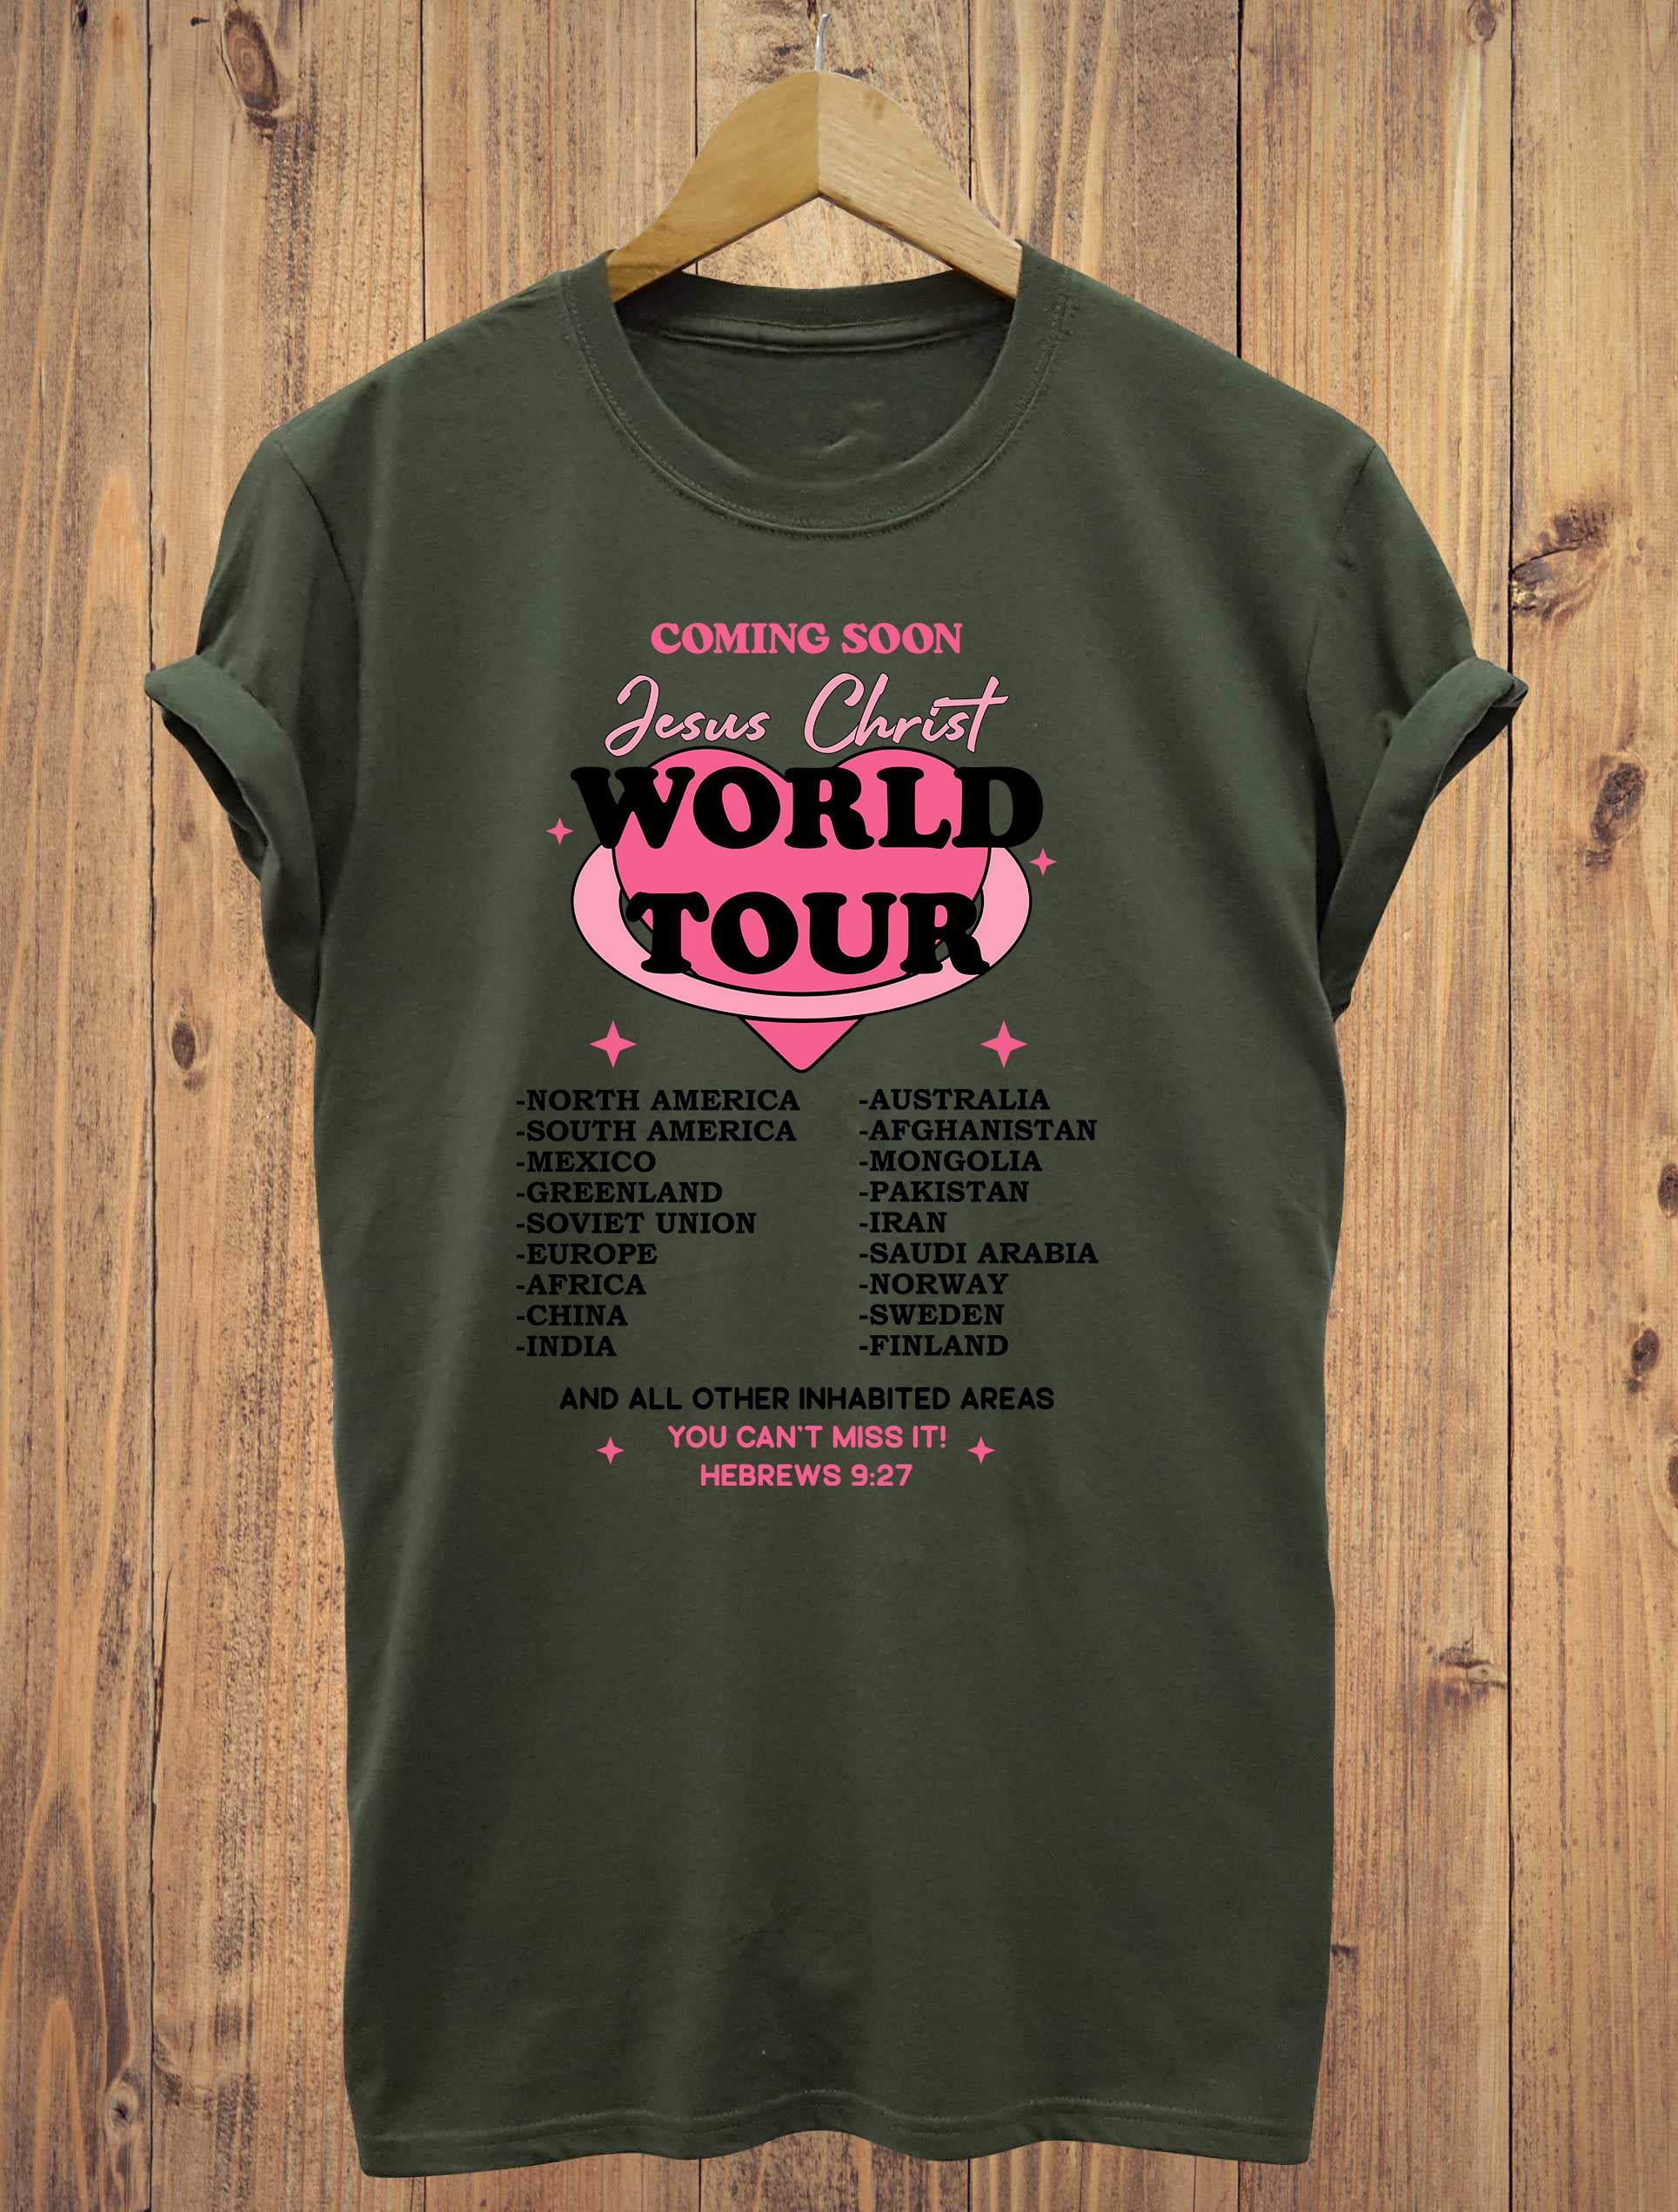 COMING SOON
Jesus Christ
WORLD
TOUR
-NORTH AMERICA
-SOUTH AMERICA
-MEXICO
-GREENLAND
-SOVIET UNION
-EUROPE
-AFRICA
-CHINA
-INDIA
-AUSTRALIA
-AFGHANISTAN
-MONGOLIA
-PAKISTAN
-IRAN
-SAUDI ARABIA
-NORWAY
-SWEDEN
-FINLAND
AND ALL OTHER INHABITED AREAS
YOU CAN'T MISS IT!
HEBREWS 9:27